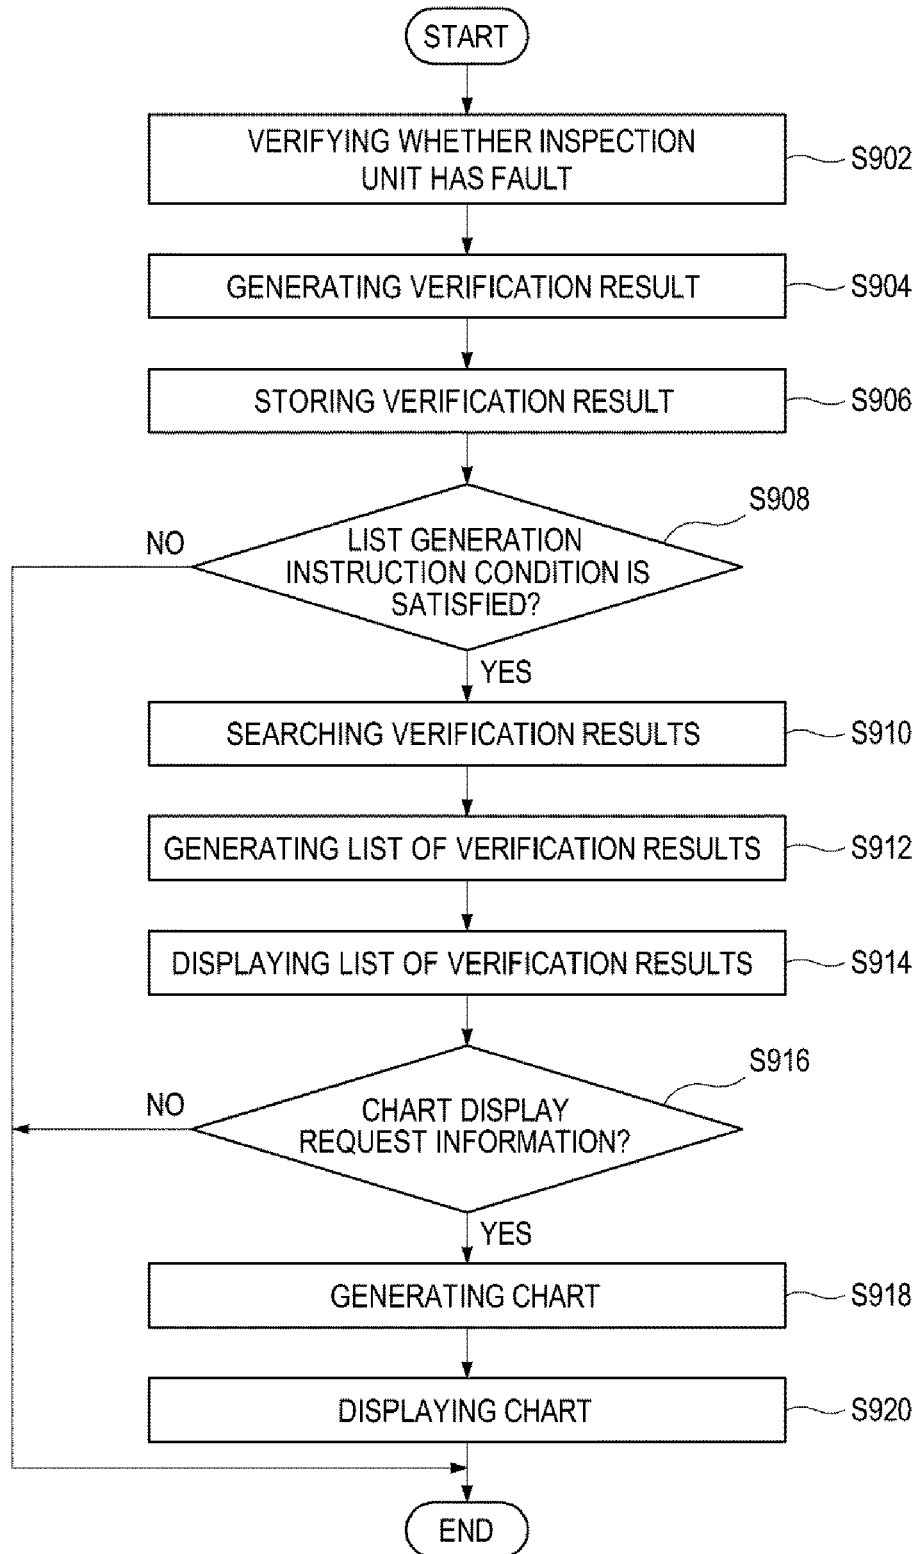 START
VERIFYING WHETHER INSPECTION
UNIT HAS FAULT
S902
GENERATING VERIFICATION RESULT
S904
STORING VERIFICATION RESULT
S906
S908
NO
LIST GENERATION
INSTRUCTION CONDITION IS
SATISFIED?
YES
SEARCHING VERIFICATION RESULTS
S910
GENERATING LIST OF VERIFICATION RESULTS
S912
DISPLAYING LIST OF VERIFICATION RESULTS
S914
S916
NO
CHART DISPLAY
REQUEST INFORMATION?
YES
GENERATING CHART
S918
DISPLAYING CHART
S920
END